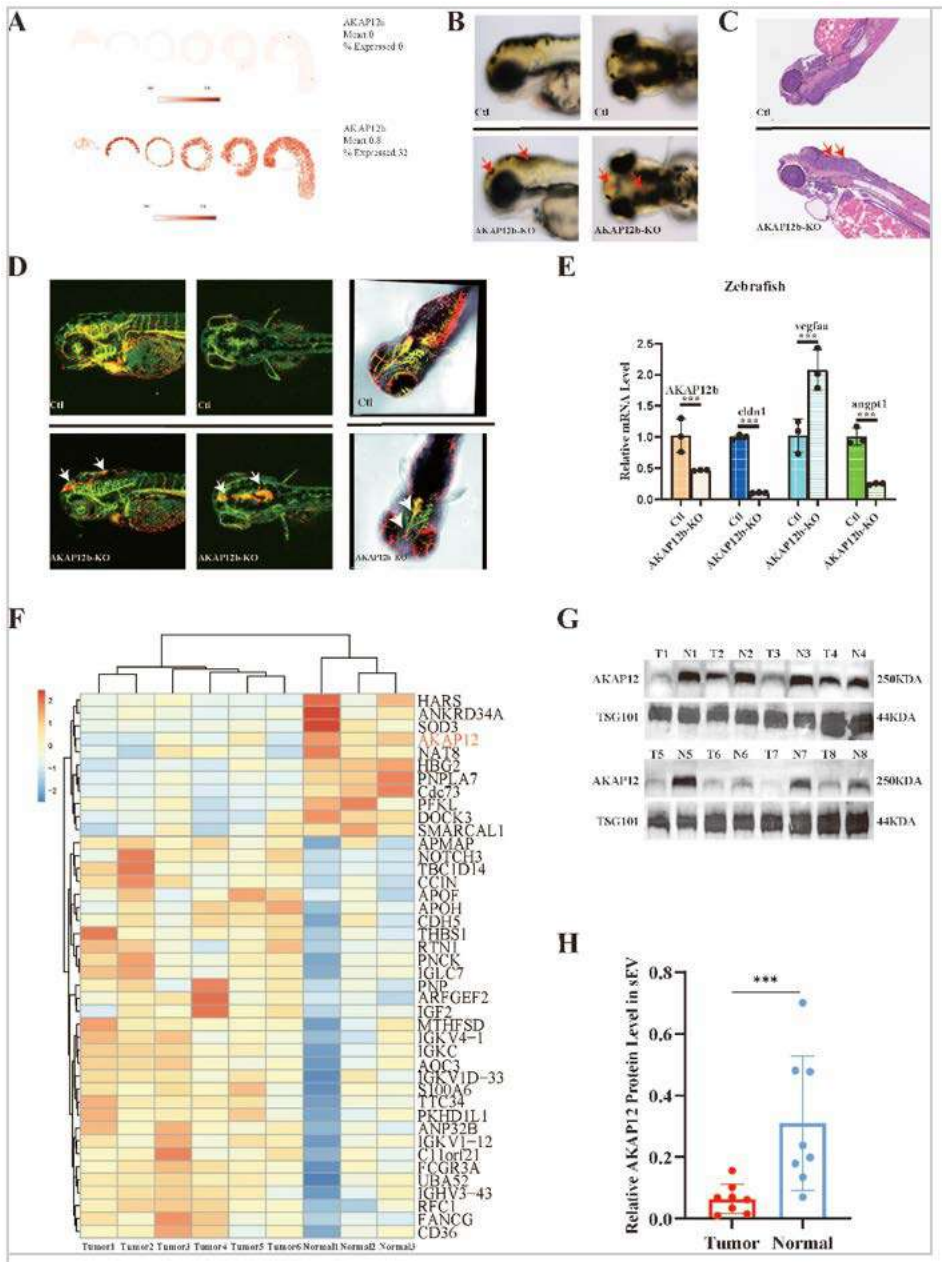 A
AKAP12a
Mean 0
% Expressed 0
AKAP12b
Mean 0.8
% Expressed 32
B
Ctl
Ctl
AKAP12b-KO
AKAP12b-KO
C
Ctl
AKAP12b-KO
D
Ctl
Ctl
Ctl
AKAP12b-KO
AKAP12b-KO
AKAP12b-KO
E
Zebrafish
Relative mRNA Level
2.5
2.0
1.5
1.0
0.5
0.0
AKAP12b
***
cldn1
***
vegfaa
***
angpt1
***
Ctl
AKAP12b-KO
Ctl
AKAP12b-KO
Ctl
AKAP12b-KO
Ctl
AKAP12b-KO
F
2
1
0
-1
-2
HARS
ANKRD34A
SOD3
AKAP12
NAT8
HBG2
PNPLA7
Cdc73
PFKL
DOCK3
SMARCAL1
APMAP
NOTCH3
TBC1D14
CCIN
APOF
APOH
CDH5
THBS1
RTN1
PNCK
IGLC7
PNP
ARFGEF2
IGF2
MTHFSD
IGKV4-1
IGKC
AOC3
IGKV1D-33
S100A6
TTC34
PKHD1L1
ANP32B
IGKV1-12
C11orf21
FCGR3A
UBA52
IGHV3-43
RFC1
FANCG
CD36
Tumor1 Tumor2 Tumor3 Tumor4 Tumor5 Tumor6 Normal1 Normal2 Normal3
G
T1 N1 T2 N2 T3 N3 T4 N4
AKAP12 250KDA
TSG101 44KDA
T5 N5 T6 N6 T7 N7 T8 N8
AKAP12 250KDA
TSG101 44KDA
H
Relative AKAP12 Protein Level in sEV
0.8
0.6
0.4
0.2
0.0
***
Tumor Normal